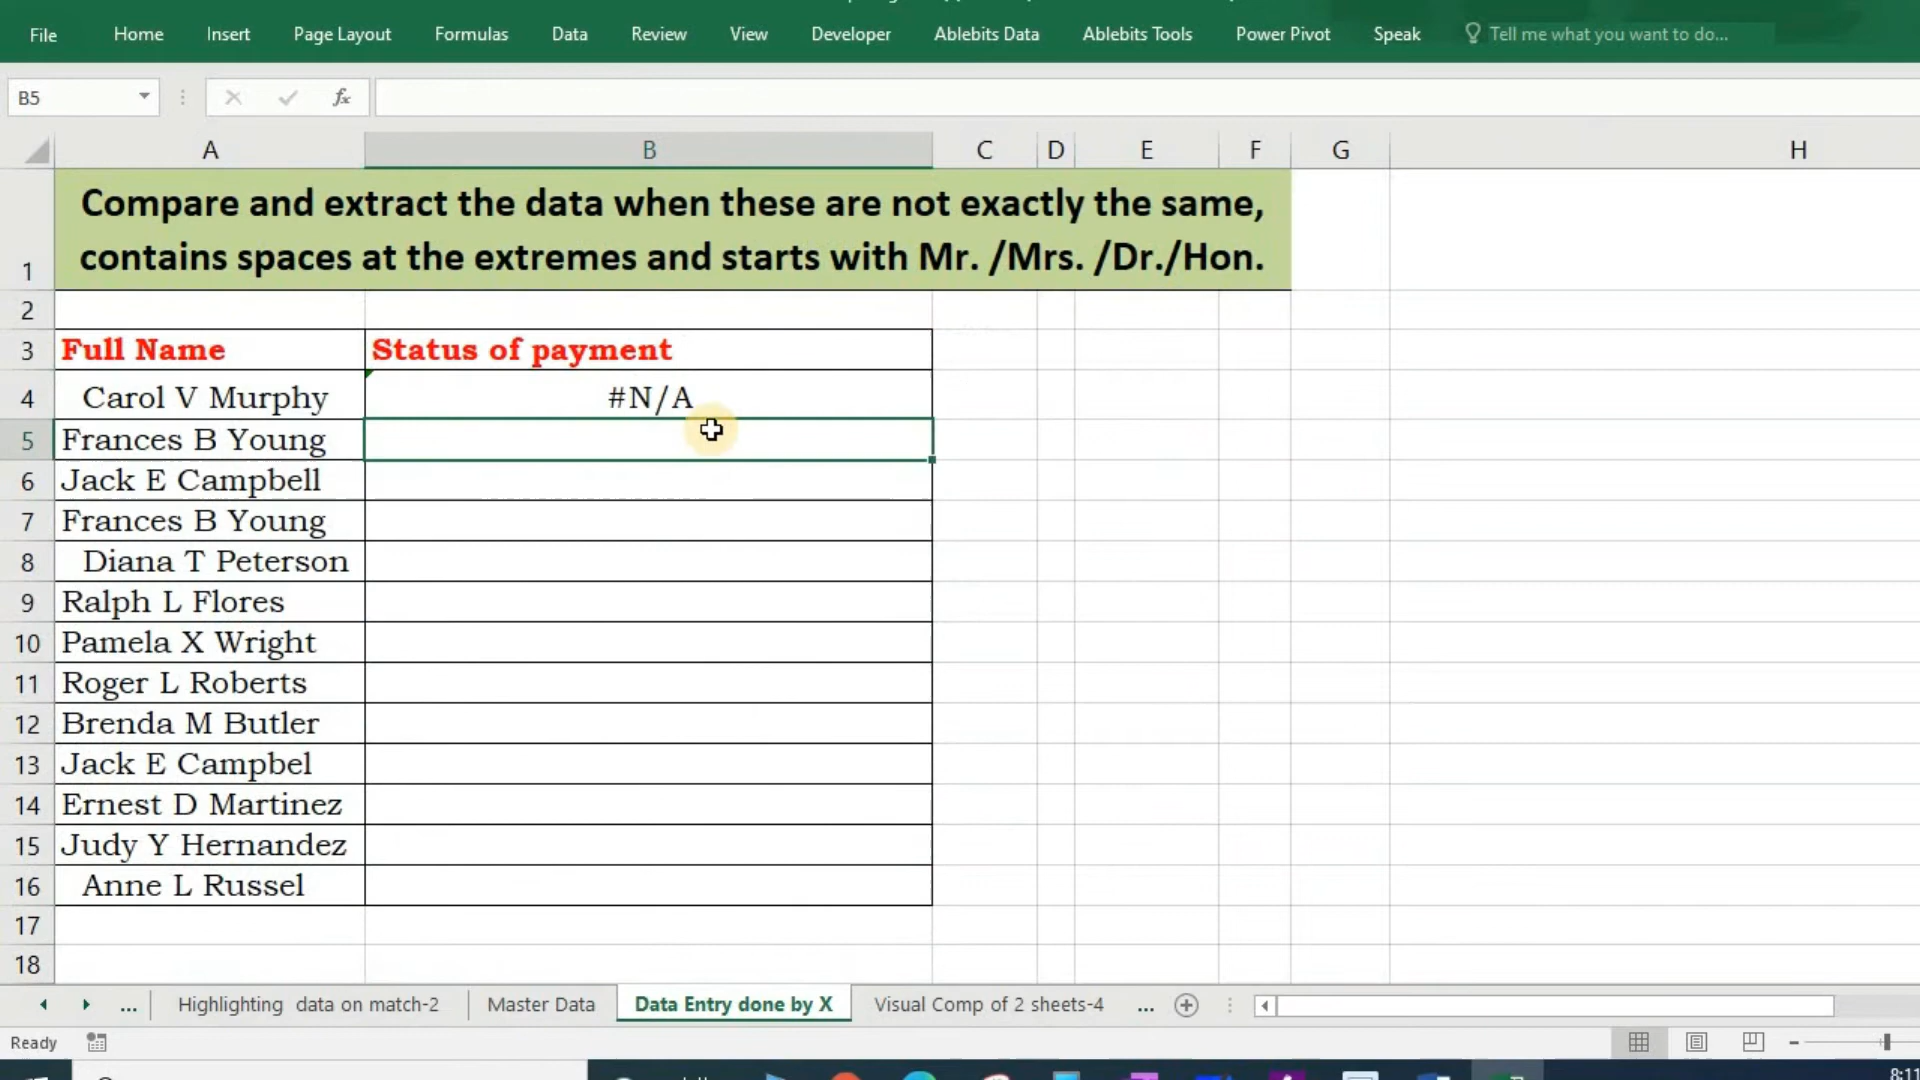 File Home Insert Page Layout Formulas Data Review View Developer Ablebits Data Ablebits Tools Power Pivot Speak Tell me what you want to do...
B5 fx
A B C D E F G H
Compare and extract the data when these are not exactly the same,
1 contains spaces at the extremes and starts with Mr. /Mrs. /Dr./Hon.
2
3 Full Name Status of payment
4 Carol V Murphy #N/A
5 Frances B Young
6 Jack E Campbell
7 Frances B Young
8 Diana T Peterson
9 Ralph L Flores
10 Pamela X Wright
11 Roger L Roberts
12 Brenda M Butler
13 Jack E Campbel
14 Ernest D Martinez
15 Judy Y Hernandez
16 Anne L Russel
17
18
... Highlighting data on match-2 Master Data Data Entry done by X Visual Comp of 2 sheets-4 ...
Ready